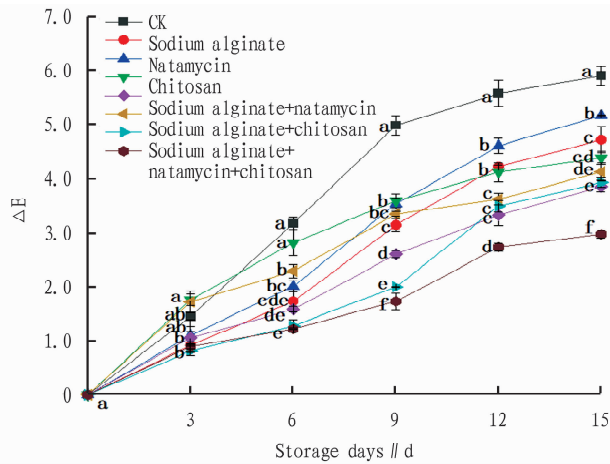 7.0
6.0
5.0
4.0
3.0
2.0
1.0
0
ΔE
CK
Sodium alginate
Natamycin
Chitosan
Sodium alginate+natamycin
Sodium alginate+chitosan
Sodium alginate+
natamycin+chitosan
a
a
ab
ab
b
b
a
a
b
bc
cdc
de
e
a
b
bc
c
d
e
f
a
b
b
c
c
c
d
a
b
c
cd
dc
e
f
3
6
9
12
15
Storage days∥d